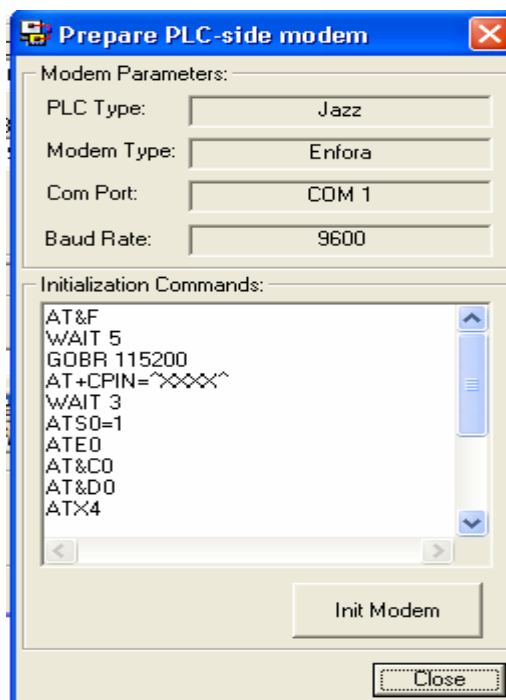 Prepare PLC-side modem
Modem Parameters:
PLC Type: Jazz
Modem Type: Enfora
Com Port: COM 1
Baud Rate: 9600
Initialization Commands:
AT&F
WAIT 5
GOBR 115200
AT+CPIN=^XXXX^
WAIT 3
ATS0=1
ATE0
AT&C0
AT&D0
ATX4
Init Modem
Close